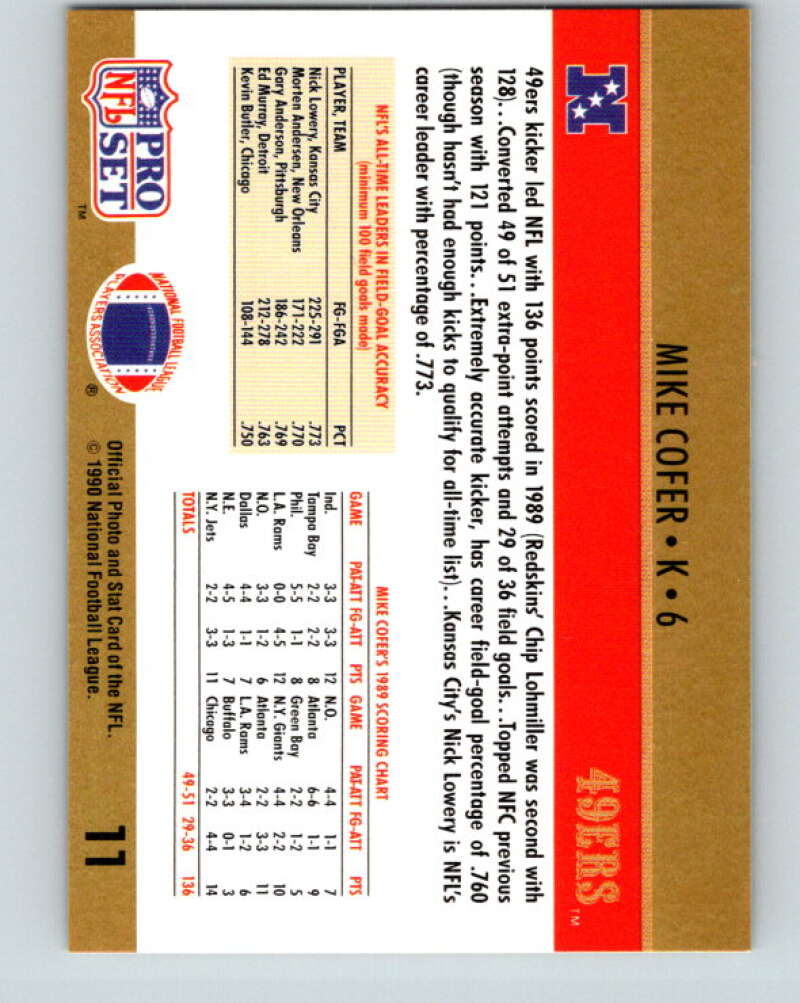 MIKE COFER • K • 6
N
49ERS
TM
49ers kicker led NFL with 136 points scored in 1989 (Redskins' Chip Lohmiller was second with
128)...Converted 49 of 51 extra-point attempts and 29 of 36 field goals...Topped NFC previous
season with 121 points...Extremely accurate kicker, has career field-goal percentage of .760
(though hasn't had enough kicks to qualify for all-time list)...Kansas City's Nick Lowery is NFL's
career leader with percentage of .773.
NFL'S ALL-TIME LEADERS IN FIELD-GOAL ACCURACY
(minimum 100 field goals made)
PLAYER, TEAM FG-FGA PCT
Nick Lowery, Kansas City 225-291 .773
Morten Andersen, New Orleans 171-222 .770
Gary Anderson, Pittsburgh 186-242 .769
Ed Murray, Detroit 212-278 .763
Kevin Butler, Chicago 108-144 .750
MIKE COFER'S 1989 SCORING CHART
GAME PAT-ATT FG-ATT PTS GAME PAT-ATT FG-ATT PTS
Ind. 3-3 3-3 12 N.O. 4-4 1-1 7
Tampa Bay 2-2 2-2 8 Atlanta 6-6 1-1 9
Phil. 5-5 1-1 8 Green Bay 2-2 1-2 5
L.A. Rams 0-0 4-5 12 N.Y. Giants 4-4 2-2 10
N.O. 3-3 1-2 6 Atlanta 2-2 3-3 11
Dallas 4-4 1-1 7 L.A. Rams 3-4 1-2 6
N.E. 4-5 1-3 7 Buffalo 3-3 0-1 3
N.Y. Jets 2-2 3-3 11 Chicago 2-2 4-4 14
TOTALS 49-51 29-36 136
PRO
NFL SET
TM
NATIONAL FOOTBALL LEAGUE
PLAYERS ASSOCIATION
®
Official Photo and Stat Card of the NFL.
© 1990 National Football League.
11